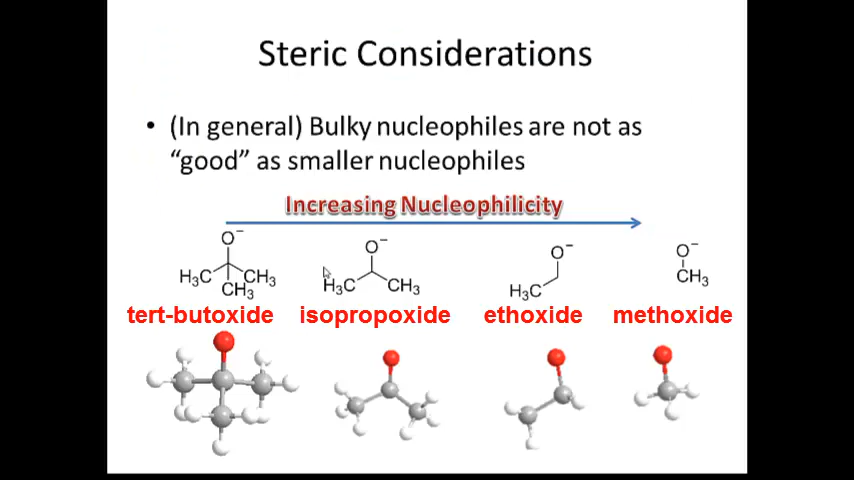 Steric Considerations
• (In general) Bulky nucleophiles are not as
“good” as smaller nucleophiles
Increasing Nucleophilicity
O⁻ O⁻ O⁻ O⁻
H₃C CH₃ H₃C CH₃ H₃C CH₃
CH₃
tert-butoxide isopropoxide ethoxide methoxide